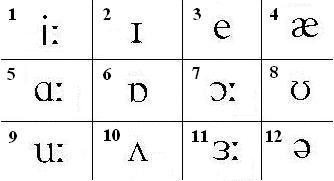 1 iː 2 ɪ 3 e 4 æ
5 ɑː 6 ɒ 7 ɔː 8 ʊ
9 uː 10 ʌ 11 ɜː 12 ə